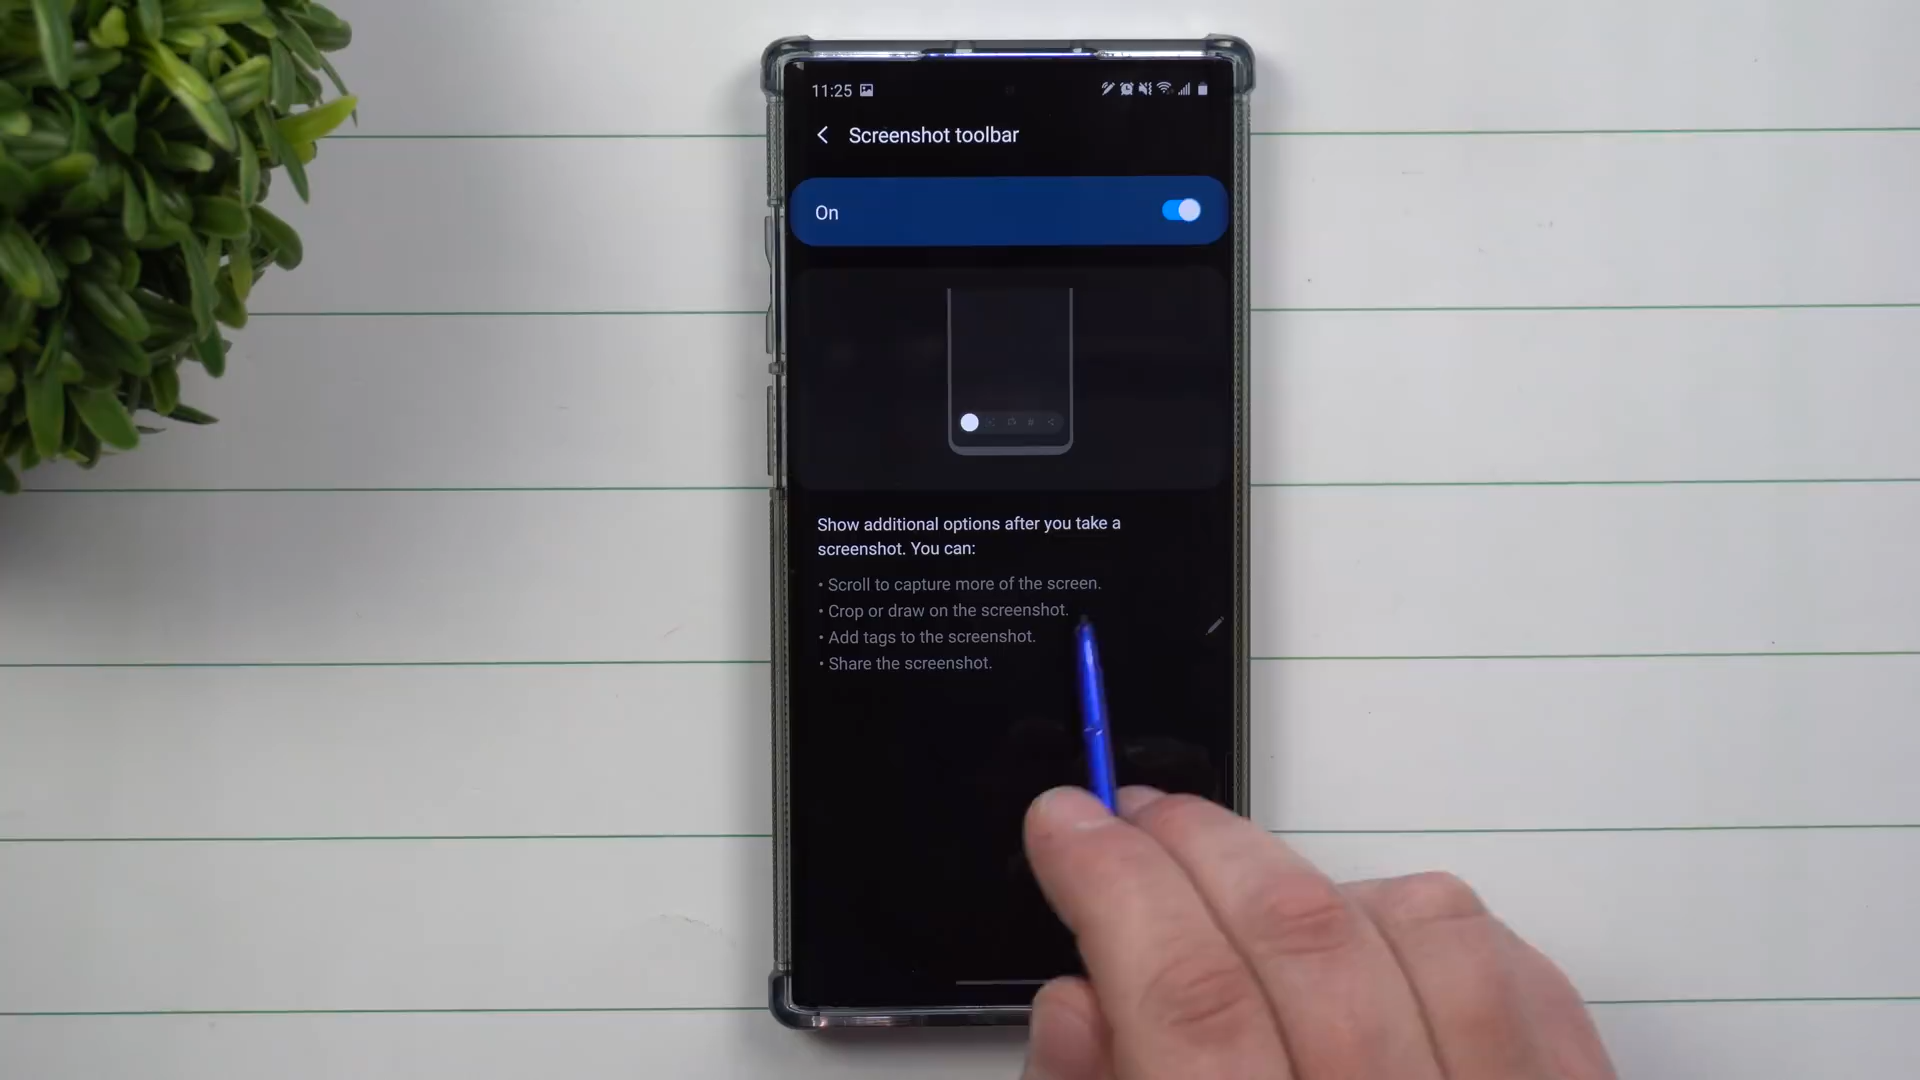 11:25
Screenshot toolbar
On
Show additional options after you take a
screenshot. You can:
• Scroll to capture more of the screen.
• Crop or draw on the screenshot.
• Add tags to the screenshot.
• Share the screenshot.